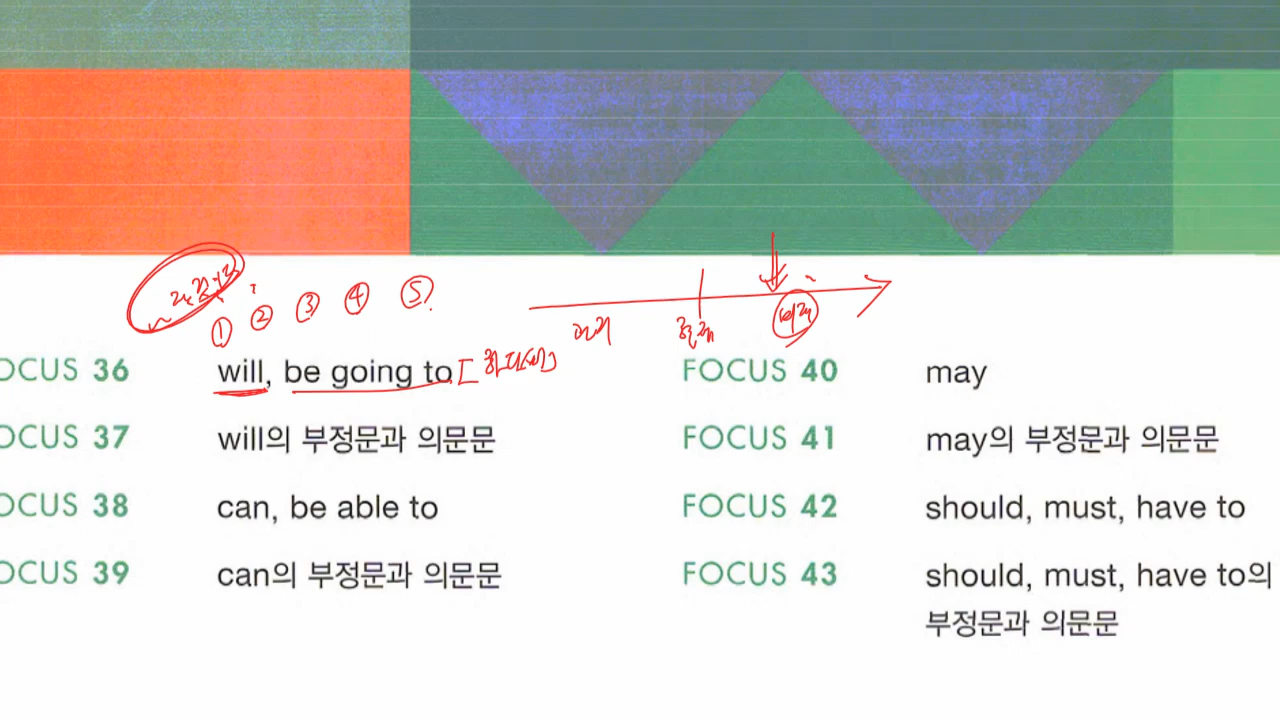 ① ② ③ ④ ⑤?
과거 현재 미래
OCUS 36 will, be going to
OCUS 37 will의 부정문과 의문문
OCUS 38 can, be able to
OCUS 39 can의 부정문과 의문문
FOCUS 40 may
FOCUS 41 may의 부정문과 의문문
FOCUS 42 should, must, have to
FOCUS 43 should, must, have to의
부정문과 의문문